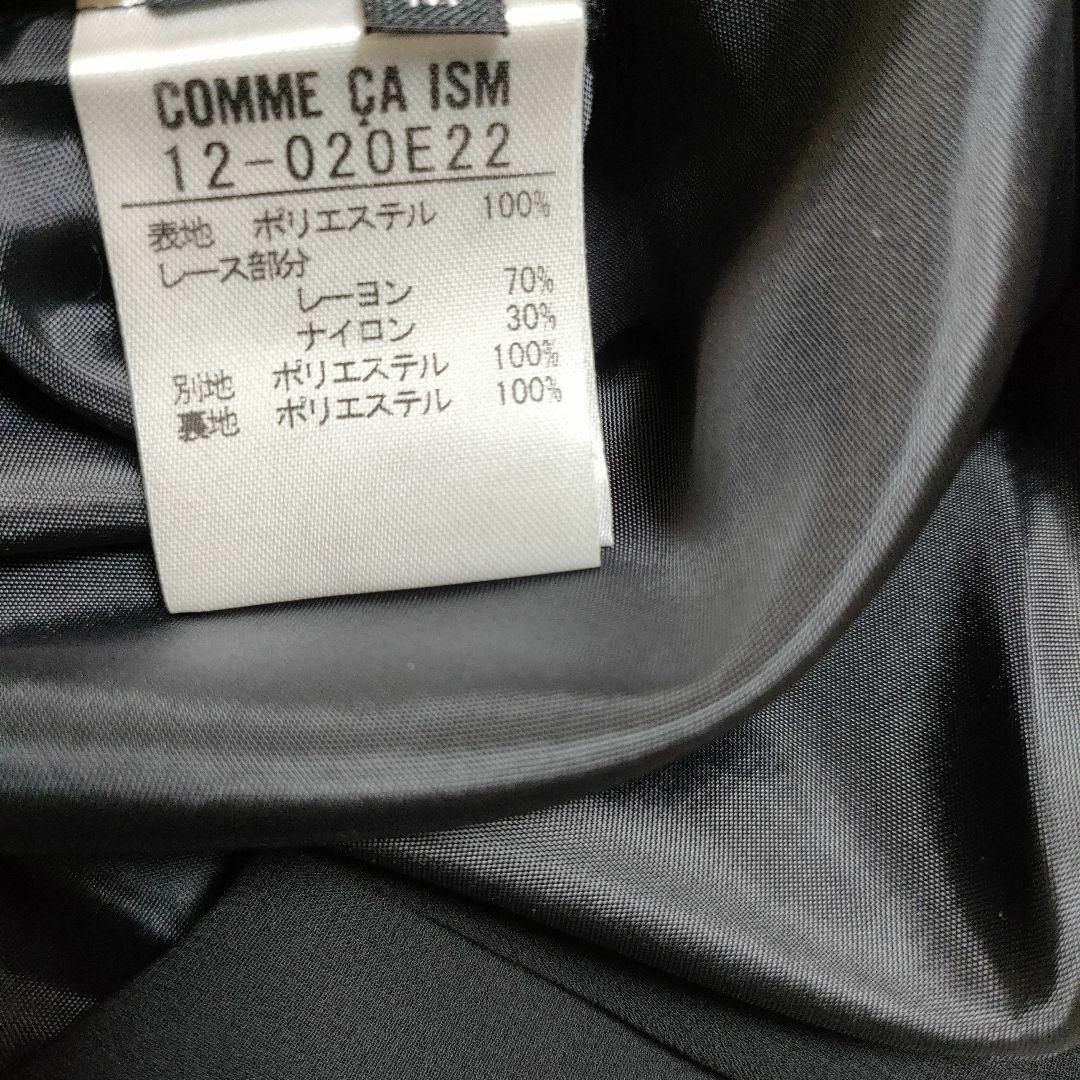 COMME ÇA ISM
12-020E22
表地 ポリエステル 100%
レース部分
レーヨン 70%
ナイロン 30%
別地 ポリエステル 100%
裏地 ポリエステル 100%